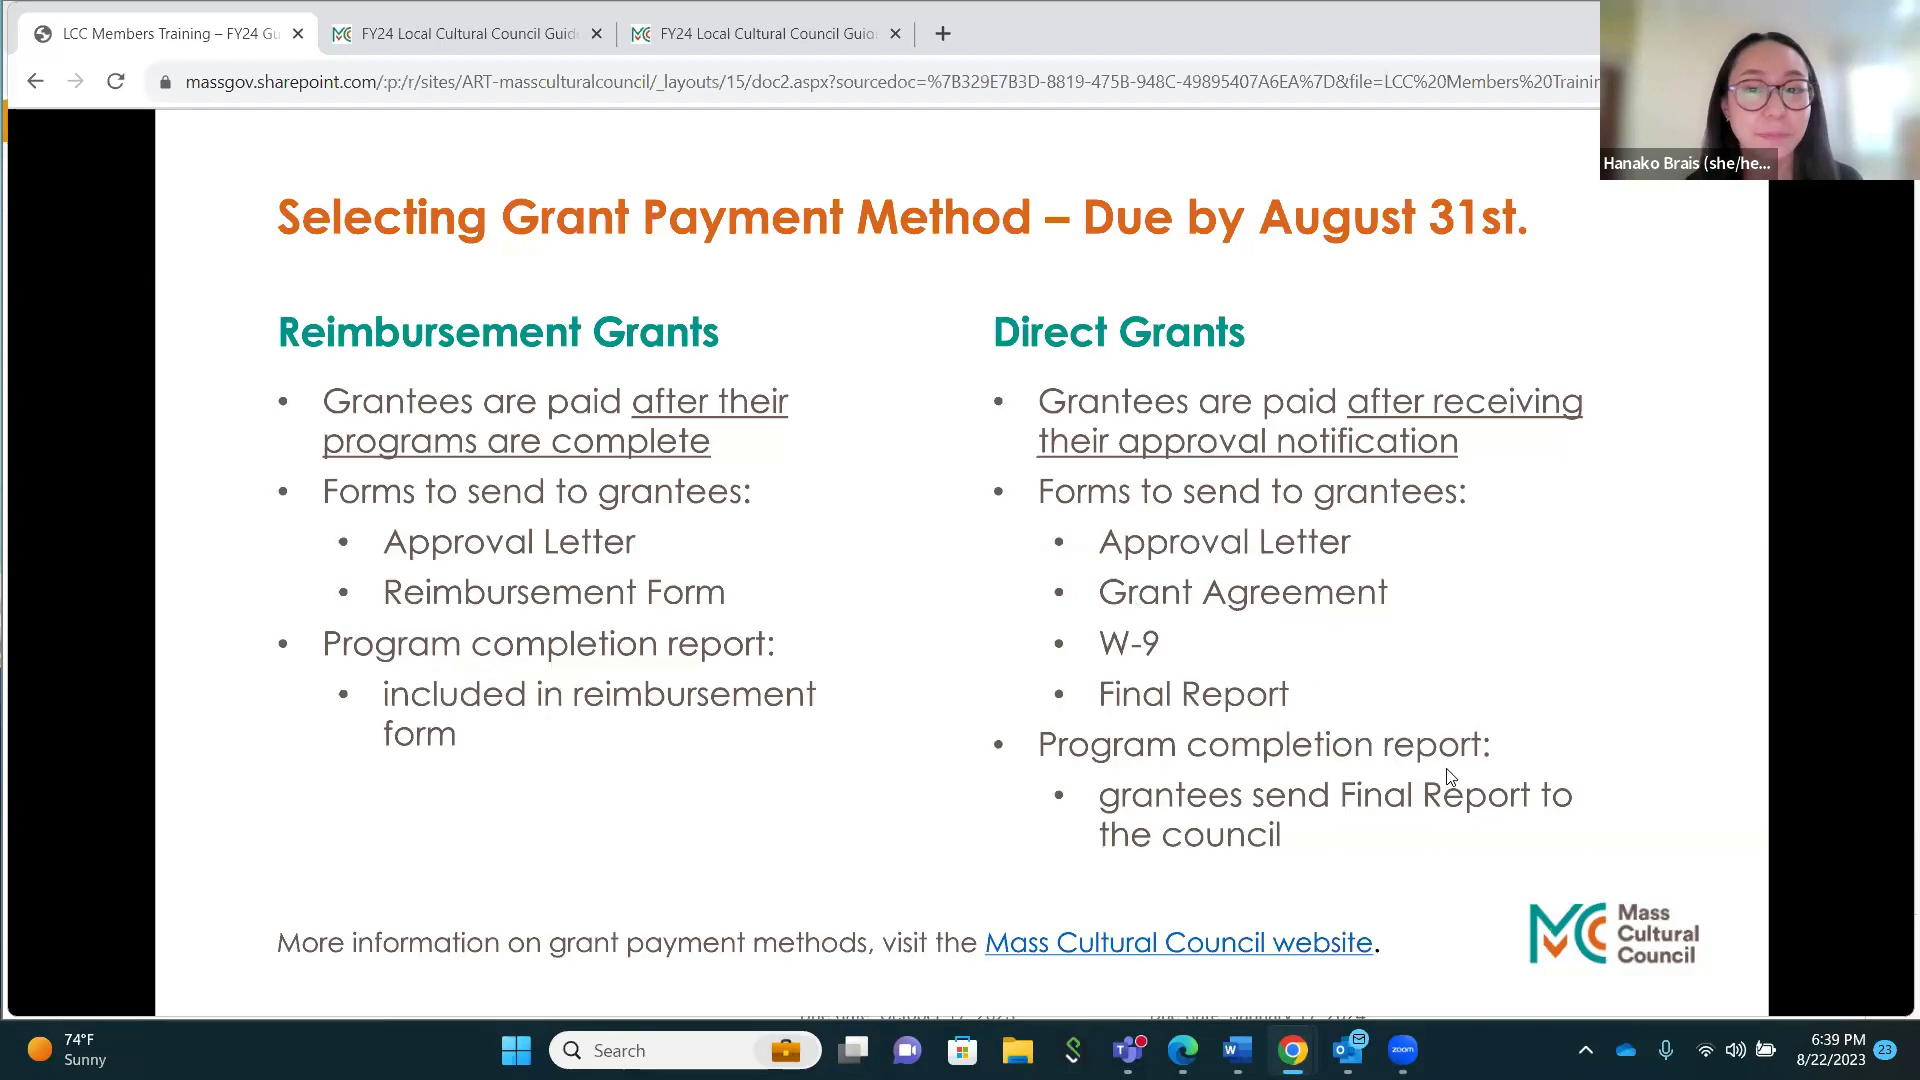 LCC Members Training – FY24 Gu
FY24 Local Cultural Council Guid
FY24 Local Cultural Council Guid
massgov.sharepoint.com/:p:/r/sites/ART-massculturalcouncil/_layouts/15/doc2.aspx?sourcedoc=%7B329E7B3D-8819-475B-948C-49895407A6EA%7D&file=LCC%20Members%20Trainin
Hanako Brais (she/he...
Selecting Grant Payment Method – Due by August 31st.
Reimbursement Grants
• Grantees are paid after their
programs are complete
• Forms to send to grantees:
• Approval Letter
• Reimbursement Form
• Program completion report:
• included in reimbursement
form
Direct Grants
• Grantees are paid after receiving
their approval notification
• Forms to send to grantees:
• Approval Letter
• Grant Agreement
• W-9
• Final Report
• Program completion report:
• grantees send Final Report to
the council
More information on grant payment methods, visit the Mass Cultural Council website.
Mass
Cultural
Council
74°F
Sunny
Search
zoom
6:39 PM
8/22/2023
23